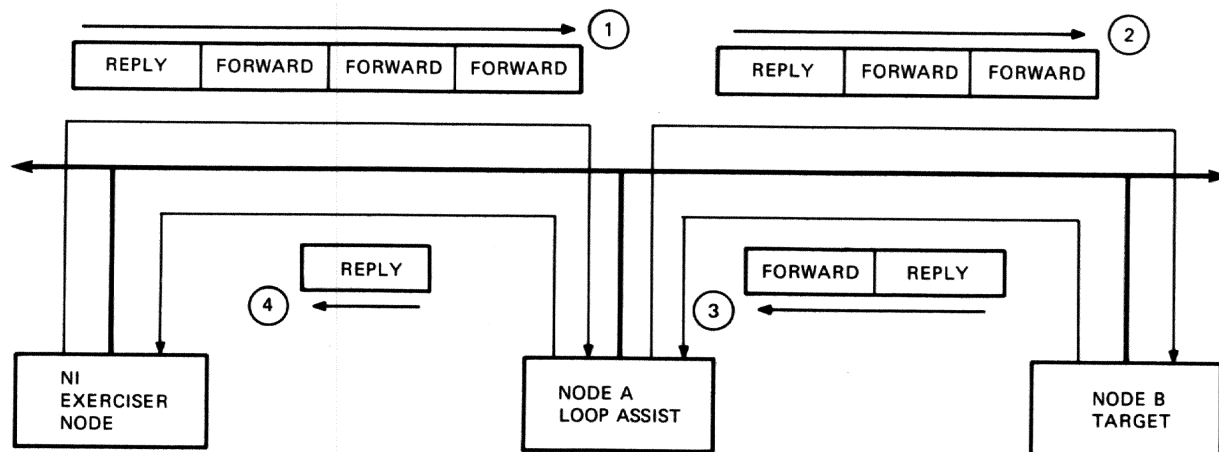 1
2
REPLY FORWARD FORWARD FORWARD
REPLY FORWARD FORWARD
REPLY
FORWARD REPLY
4
3
NI
EXERCISER
NODE
NODE A
LOOP ASSIST
NODE B
TARGET